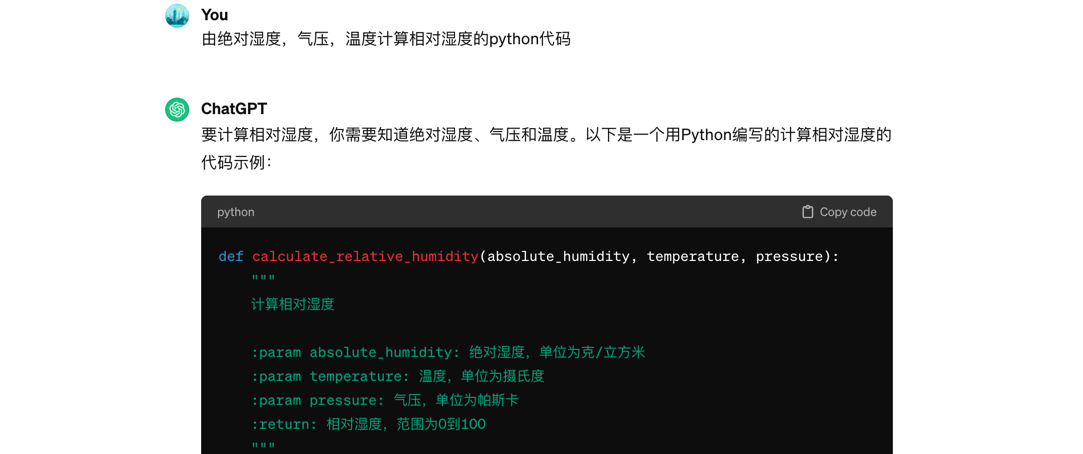 You
由绝对湿度，气压，温度计算相对湿度的python代码
ChatGPT
要计算相对湿度，你需要知道绝对湿度、气压和温度。以下是一个用Python编写的计算相对湿度的
代码示例：
python
Copy code
def calculate_relative_humidity(absolute_humidity, temperature, pressure):
"""
计算相对湿度
:param absolute_humidity: 绝对湿度，单位为克/立方米
:param temperature: 温度，单位为摄氏度
:param pressure: 气压，单位为帕斯卡
:return: 相对湿度，范围为0到100
"""